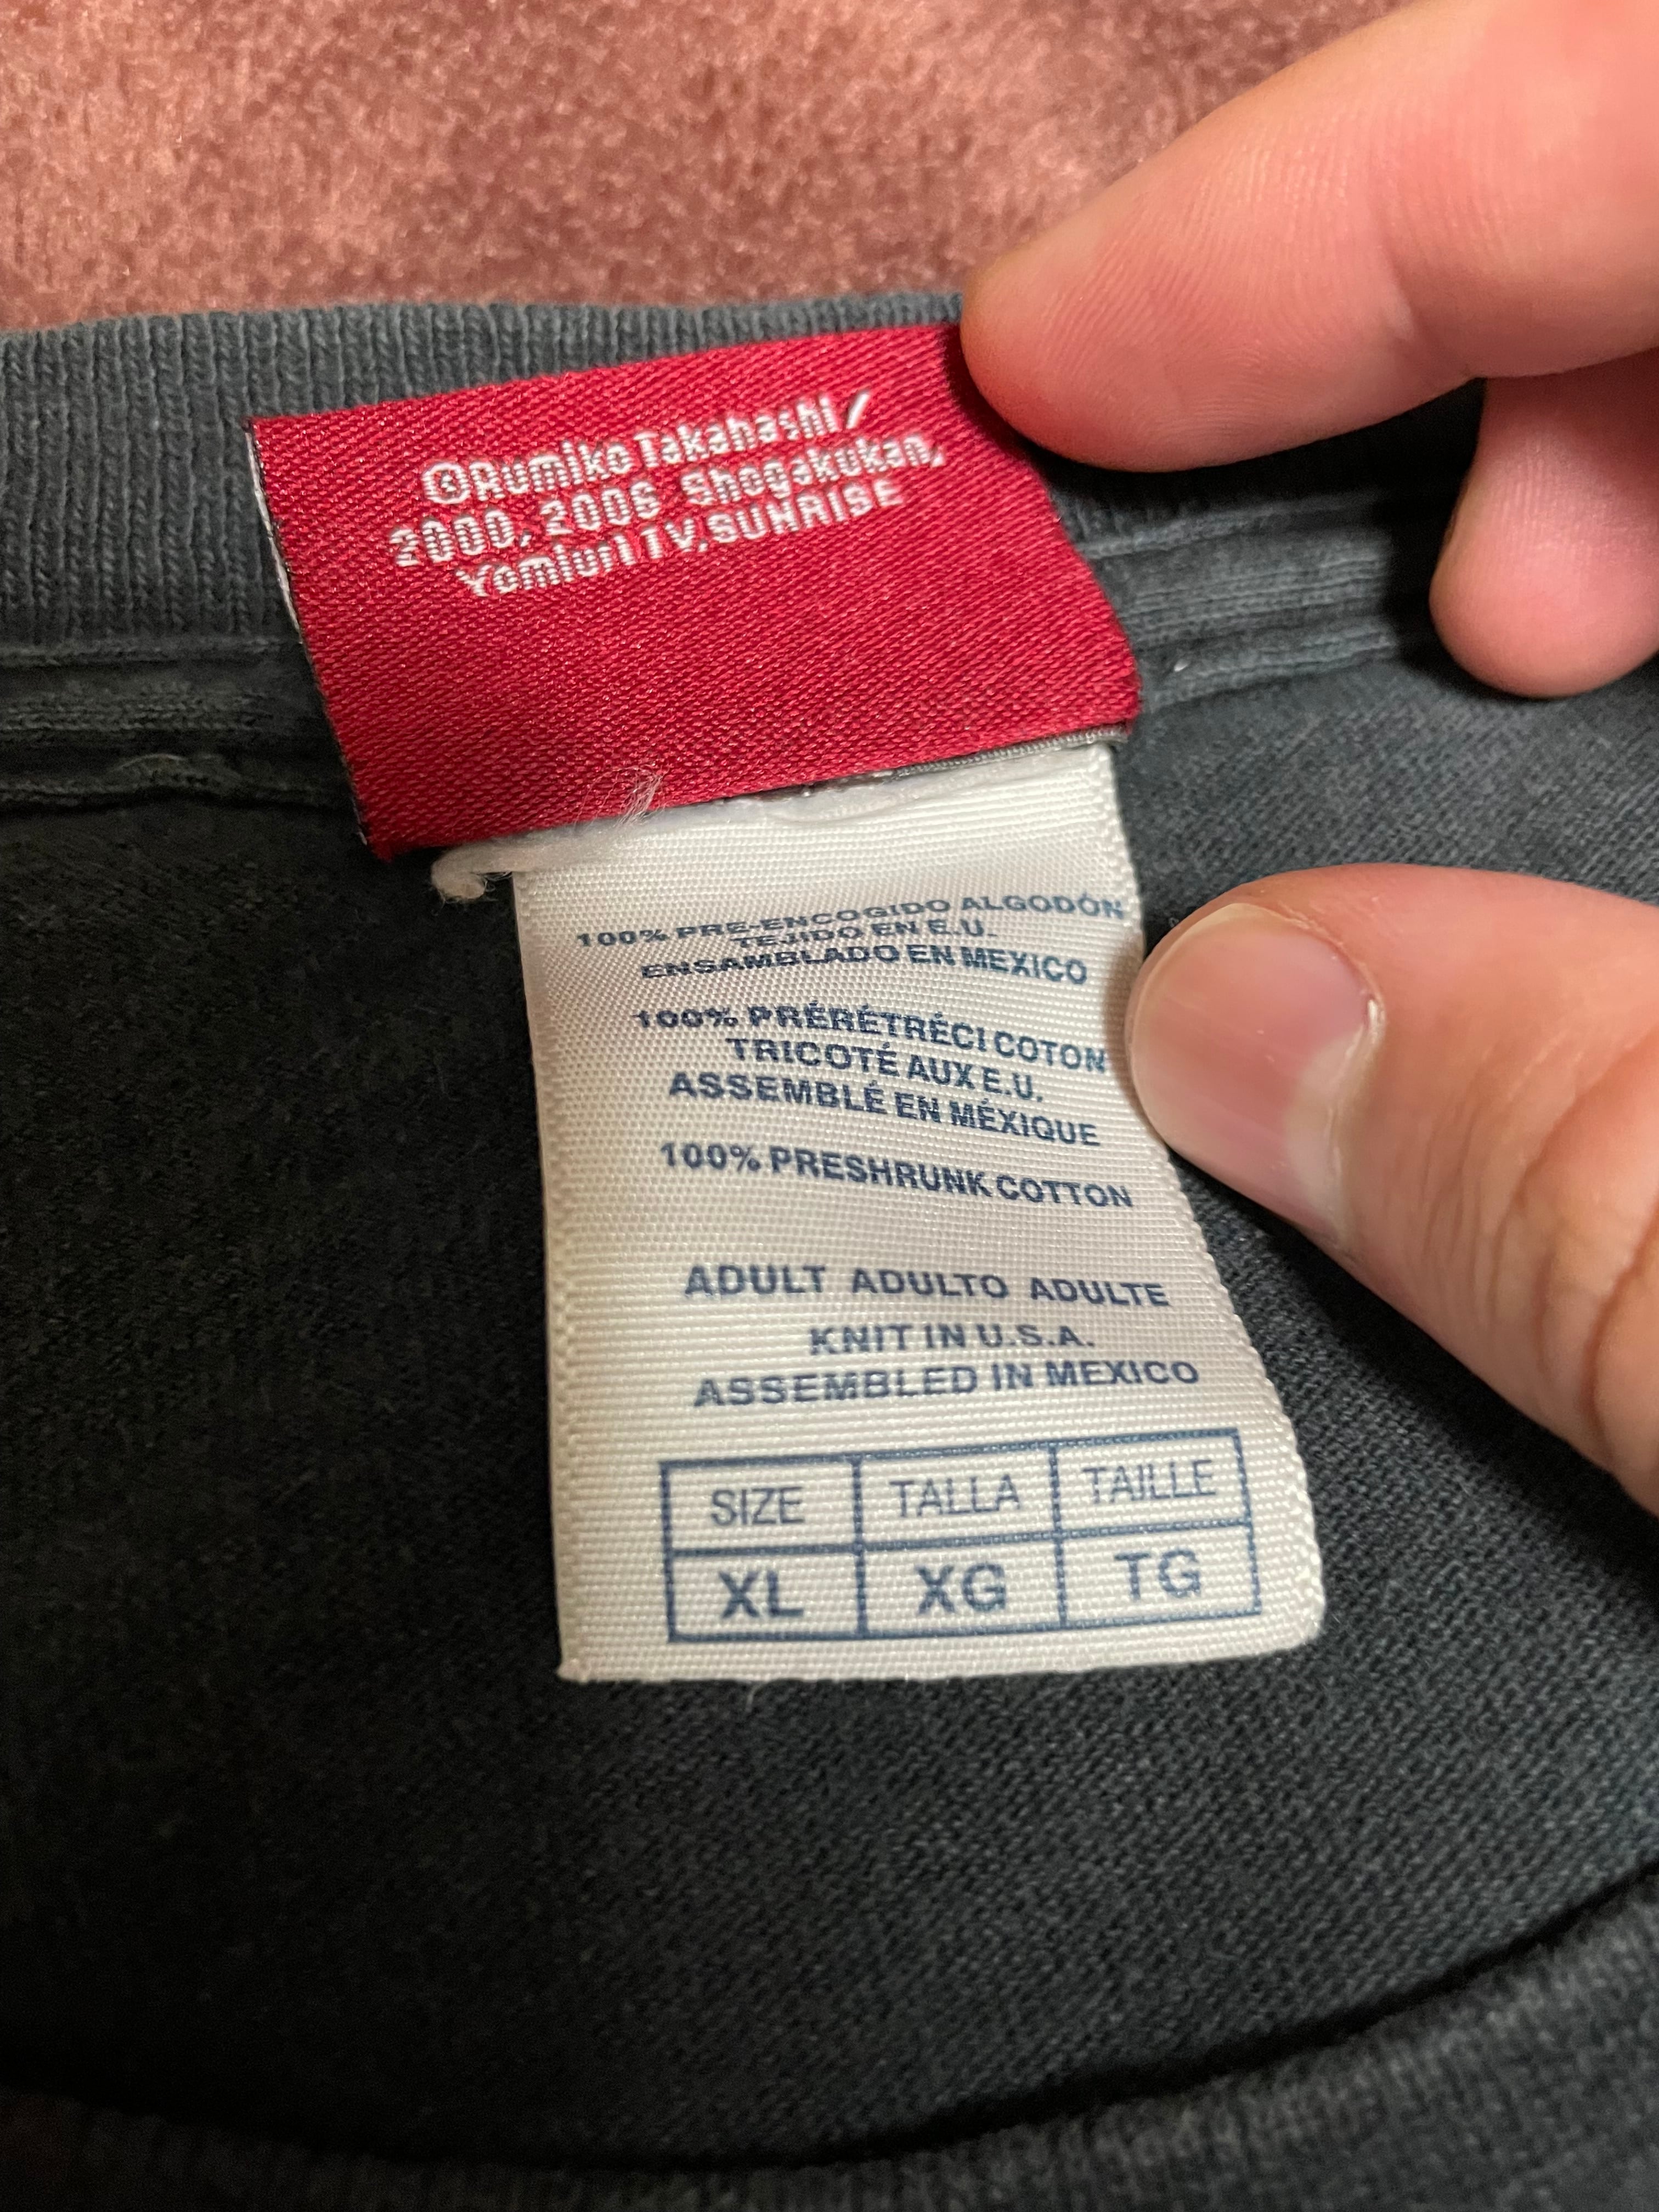 ©Rumiko Takahashi/
2000, 2006 Shogakukan,
Yomiuri TV, SUNRISE
100% PRE-ENCOGIDO ALGODÓN
TEJIDO EN E.U.
ENSAMBLADO EN MEXICO
100% PRÉRÉTRÉCI COTON
TRICOTÉ AUX E.U.
ASSEMBLÉ EN MÉXIQUE
100% PRESHRUNK COTTON
ADULT ADULTO ADULTE
KNIT IN U.S.A.
ASSEMBLED IN MEXICO
SIZE TALLA TAILLE
XL XG TG